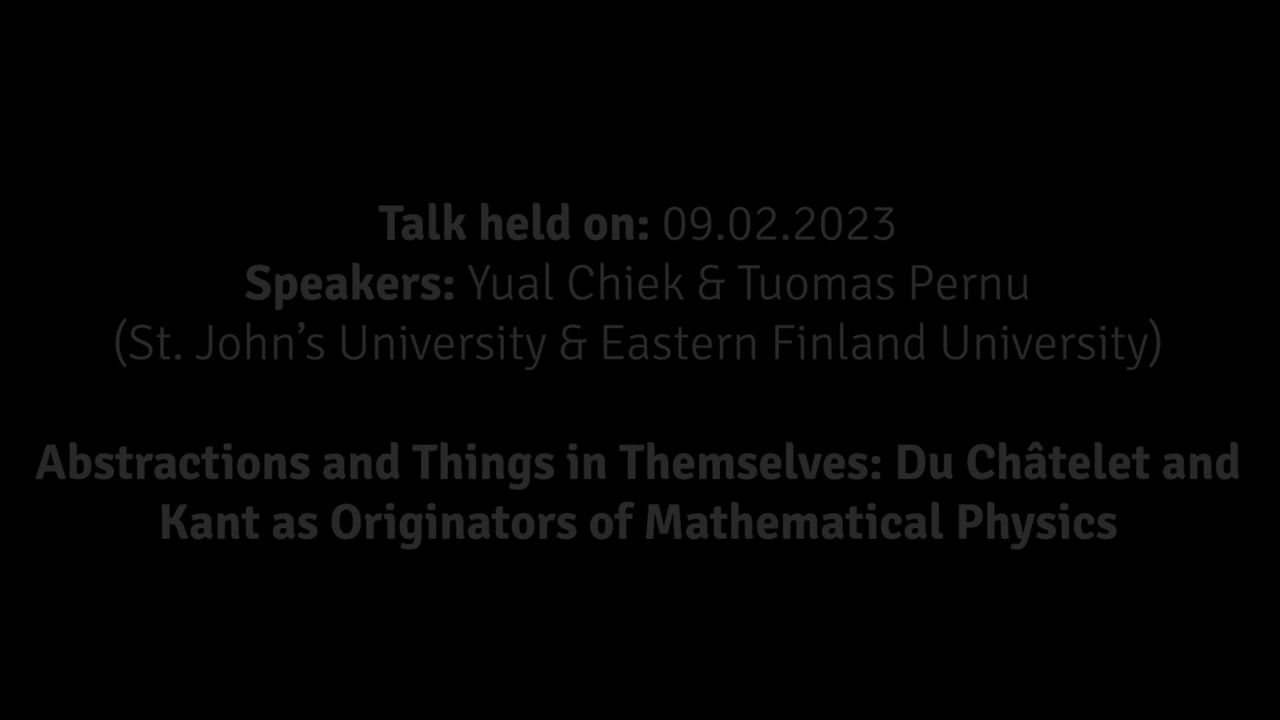 Talk held on: 09.02.2023
Speakers: Yual Chiek & Tuomas Pernu
(St. John’s University & Eastern Finland University)
Abstractions and Things in Themselves: Du Châtelet and
Kant as Originators of Mathematical Physics